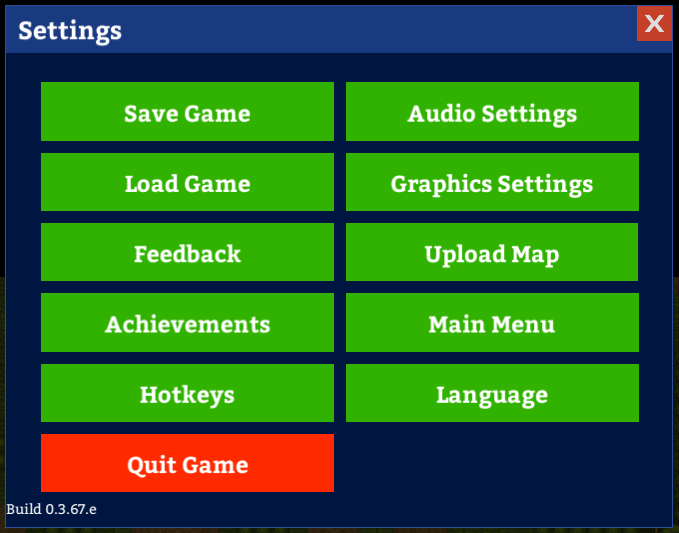 Settings
X
Save Game
Audio Settings
Load Game
Graphics Settings
Feedback
Upload Map
Achievements
Main Menu
Hotkeys
Language
Quit Game
Build 0.3.67.e